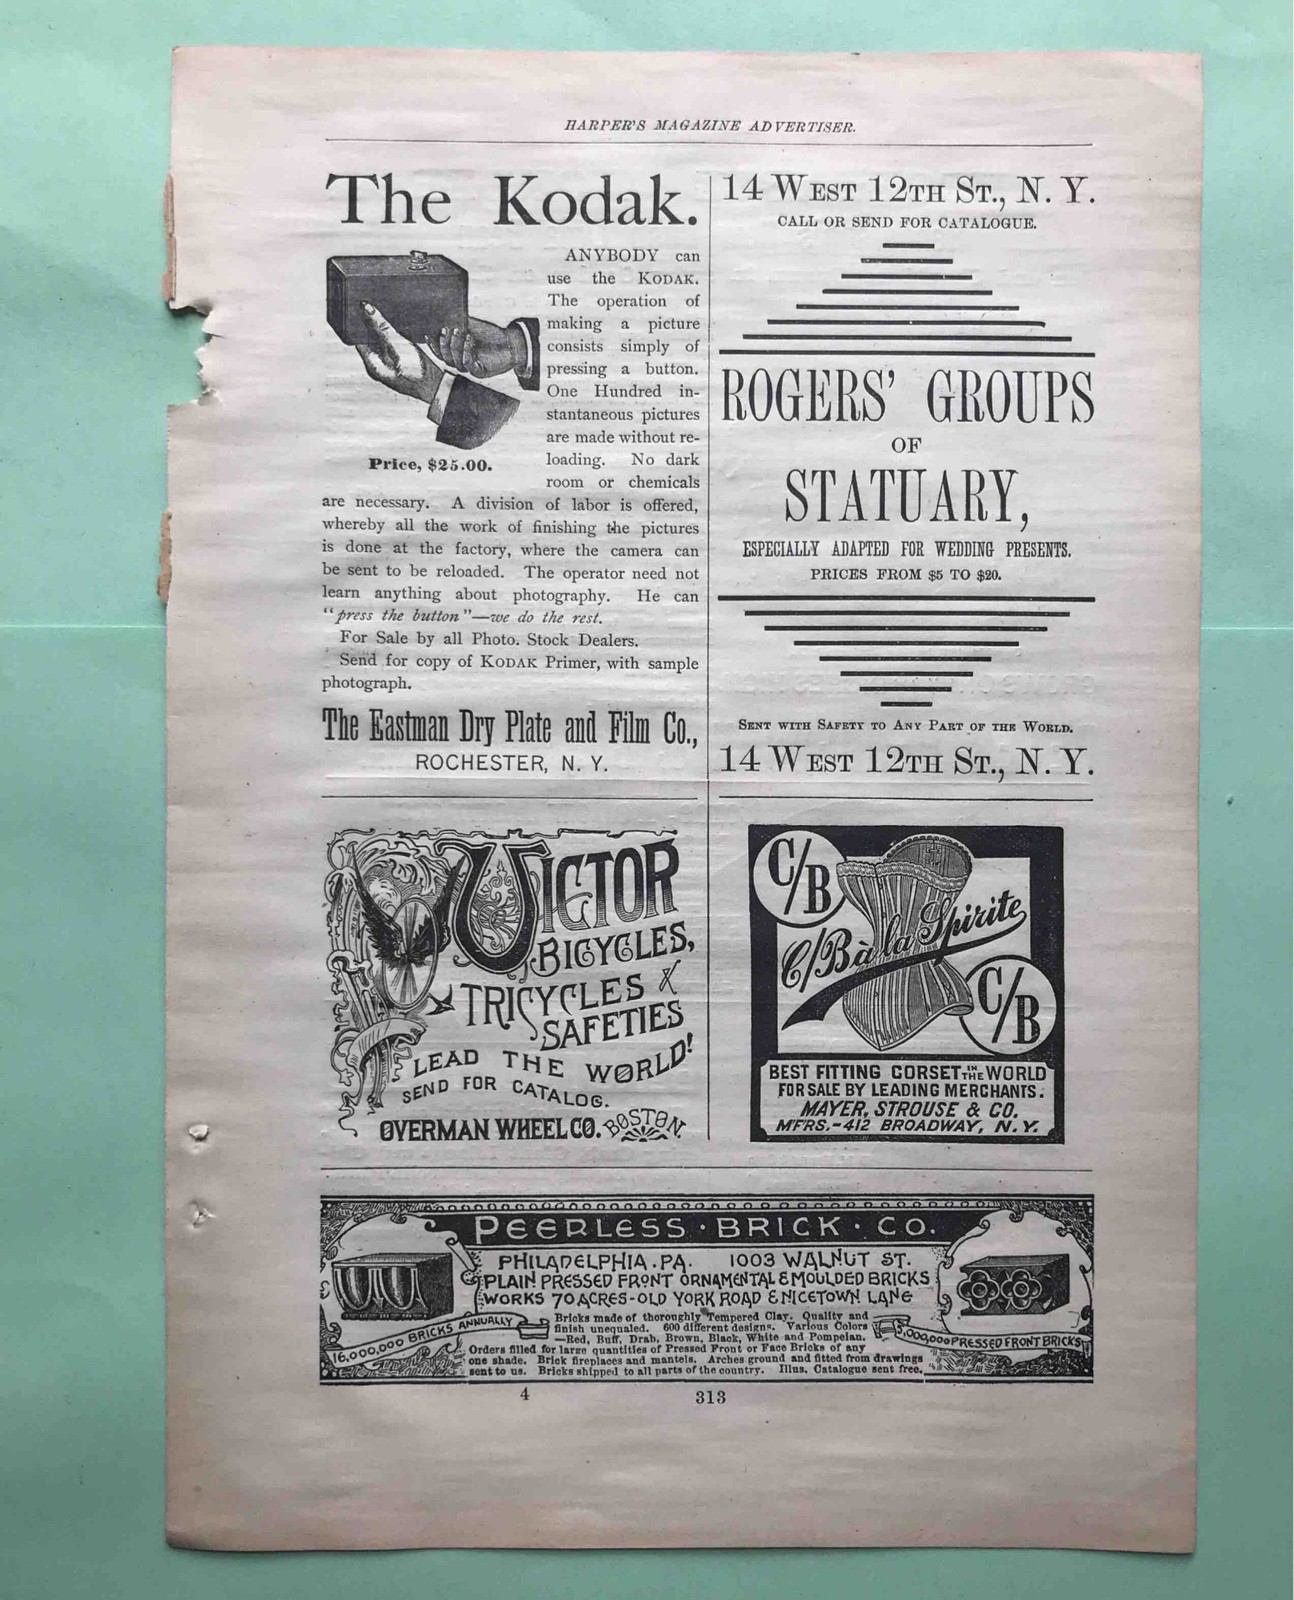 HARPER'S MAGAZINE ADVERTISER.
The Kodak.
Price, $25.00.
ANYBODY can
use the KODAK.
The operation of
making a picture
consists simply of
pressing a button.
One Hundred in-
stantaneous pictures
are made without re-
loading. No dark
room or chemicals
are necessary. A division of labor is offered,
whereby all the work of finishing the pictures
is done at the factory, where the camera can
be sent to be reloaded. The operator need not
learn anything about photography. He can
"press the button"—we do the rest.
For Sale by all Photo. Stock Dealers.
Send for copy of KODAK Primer, with sample
photograph.
The Eastman Dry Plate and Film Co.,
ROCHESTER, N. Y.
14 WEST 12TH ST., N. Y.
CALL OR SEND FOR CATALOGUE.
ROGERS' GROUPS
OF
STATUARY,
ESPECIALLY ADAPTED FOR WEDDING PRESENTS.
PRICES FROM $5 TO $20.
SENT WITH SAFETY TO ANY PART OF THE WORLD.
14 WEST 12TH ST., N. Y.
VICTOR
BICYCLES,
TRICYCLES &
SAFETIES
LEAD THE WORLD!
SEND FOR CATALOG.
OVERMAN WHEEL CO. BOSTON.
C/B
C/B à la Spirite
C/B
BEST FITTING CORSET IN THE WORLD
FOR SALE BY LEADING MERCHANTS.
MAYER, STROUSE & CO.
MFRS.-412 BROADWAY, N.Y.
PEERLESS · BRICK · CO.
PHILADELPHIA. PA. 1003 WALNUT ST.
PLAIN PRESSED FRONT ORNAMENTAL & MOULDED BRICKS
WORKS 70 ACRES-OLD YORK ROAD & NICETOWN LANE
16,000,000 BRICKS ANNUALLY
Bricks made of thoroughly Tempered Clay. Quality and
finish unequaled. 600 different designs. Various Colors
—Red, Buff, Drab, Brown, Black, White and Pompeian.
Orders filled for large quantities of Pressed Front or Face Bricks of any
one shade. Brick fireplaces and mantels. Arches ground and fitted from drawings
sent to us. Bricks shipped to all parts of the country. Illus. Catalogue sent free.
5,000,000 PRESSED FRONT BRICKS
4
313